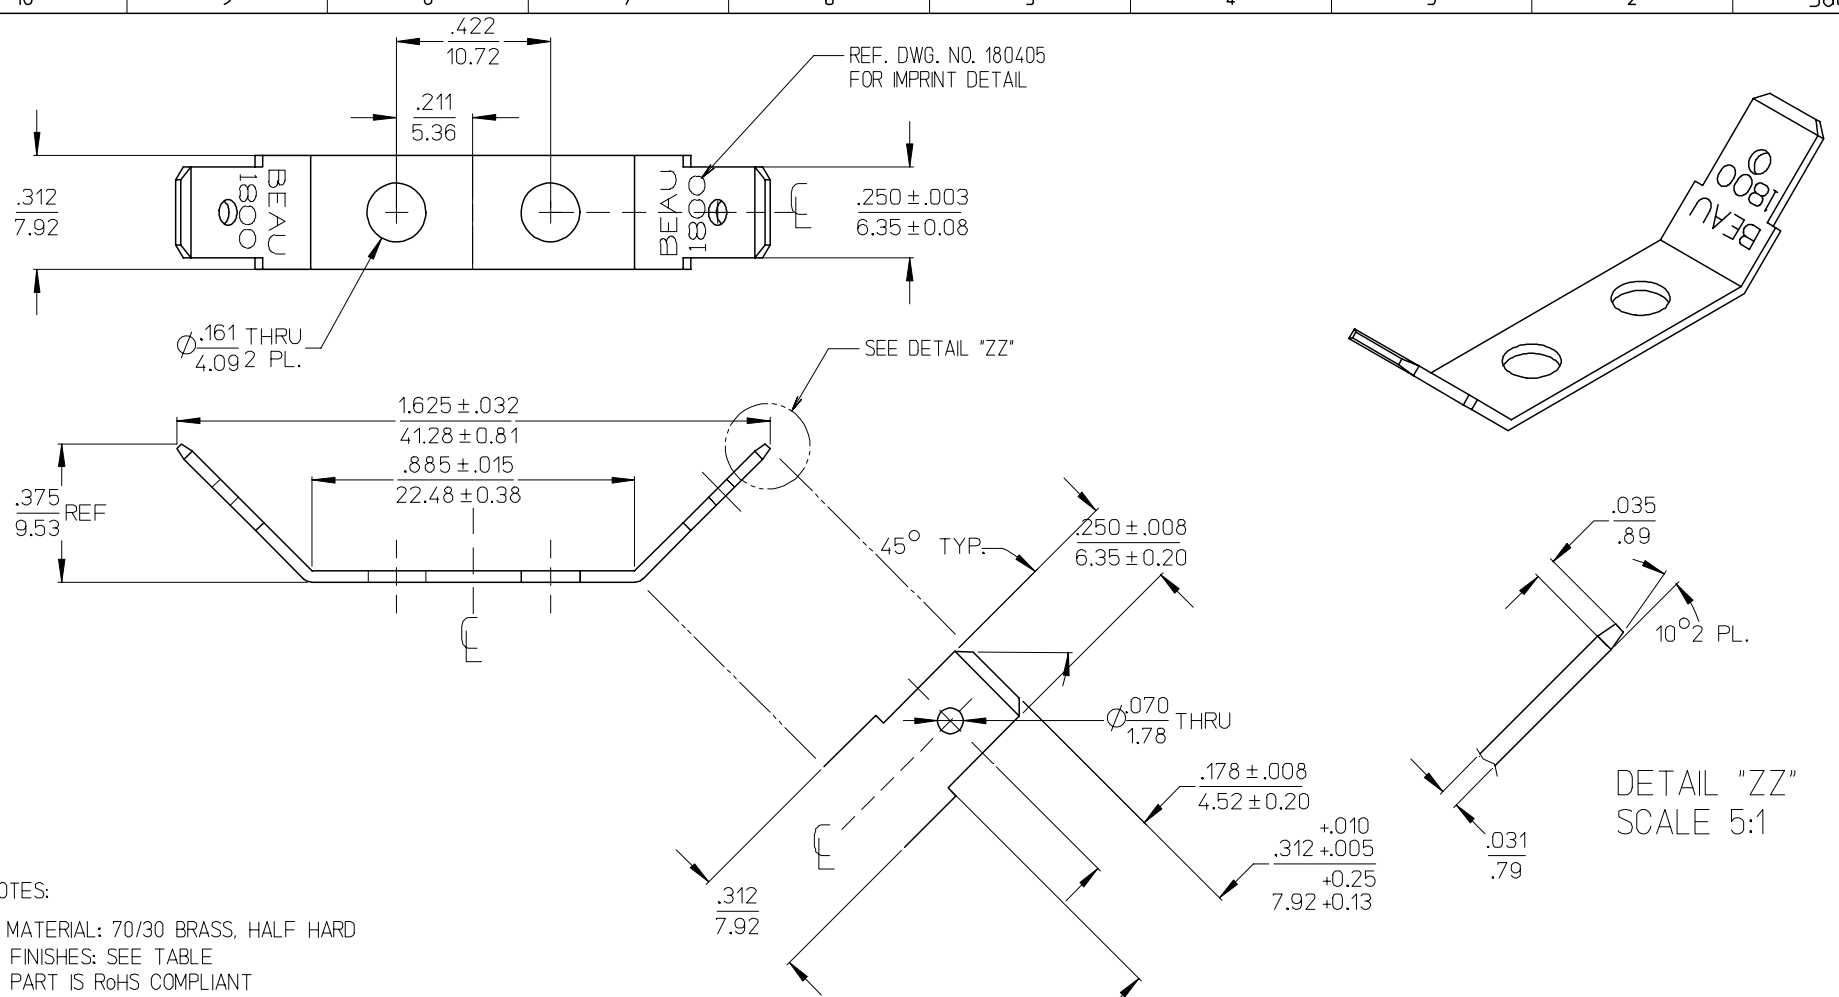 .422
10.72
REF. DWG. NO. 180405
FOR IMPRINT DETAIL
.211
5.36
.312
7.92
BEAU
1800
BEAU
1800
℄
.250 ±.003
6.35 ±0.08
BEAU
1800
∅ .161 THRU
4.09 2 PL.
SEE DETAIL "ZZ"
1.625 ±.032
41.28 ±0.81
.885 ±.015
22.48 ±0.38
.375 REF
9.53
℄
45° TYP.
.250 ±.008
6.35 ±0.20
.035
.89
10° 2 PL.
∅ .070 THRU
1.78
.178 ±.008
4.52 ±0.20
+.010
.312 +.005
+0.25
7.92 +0.13
℄
.312
7.92
DETAIL "ZZ"
SCALE 5:1
.031
.79
OTES:
MATERIAL: 70/30 BRASS, HALF HARD
FINISHES: SEE TABLE
PART IS RoHS COMPLIANT